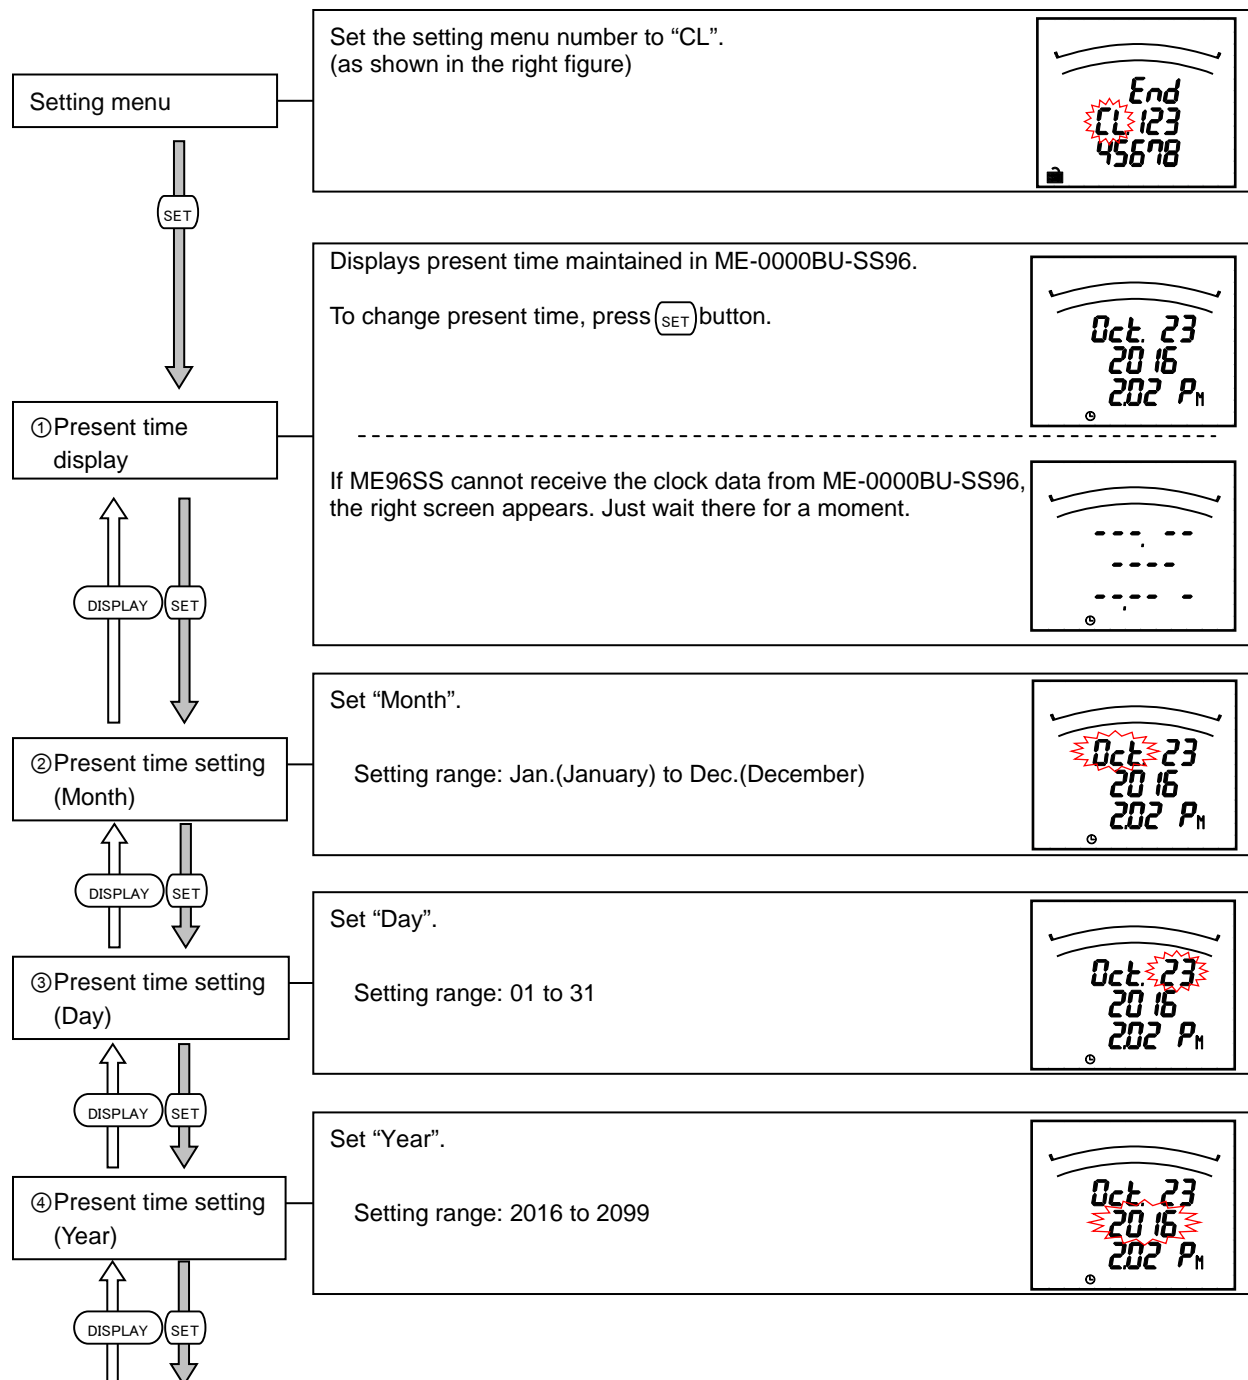 Setting menu
Set the setting menu number to “CL”.
(as shown in the right figure)
End
CL.123
45678
SET
①Present time
display
Displays present time maintained in ME-0000BU-SS96.
To change present time, press SET button.
Oct. 23
2016
2.02 PM
If ME96SS cannot receive the clock data from ME-0000BU-SS96,
the right screen appears. Just wait there for a moment.
---. --
----
--.-- -
DISPLAY SET
②Present time setting
(Month)
Set “Month”.
Setting range: Jan.(January) to Dec.(December)
Oct. 23
2016
2.02 PM
DISPLAY SET
③Present time setting
(Day)
Set “Day”.
Setting range: 01 to 31
Oct. 23
2016
2.02 PM
DISPLAY SET
④Present time setting
(Year)
Set “Year”.
Setting range: 2016 to 2099
Oct. 23
2016
2.02 PM
DISPLAY SET